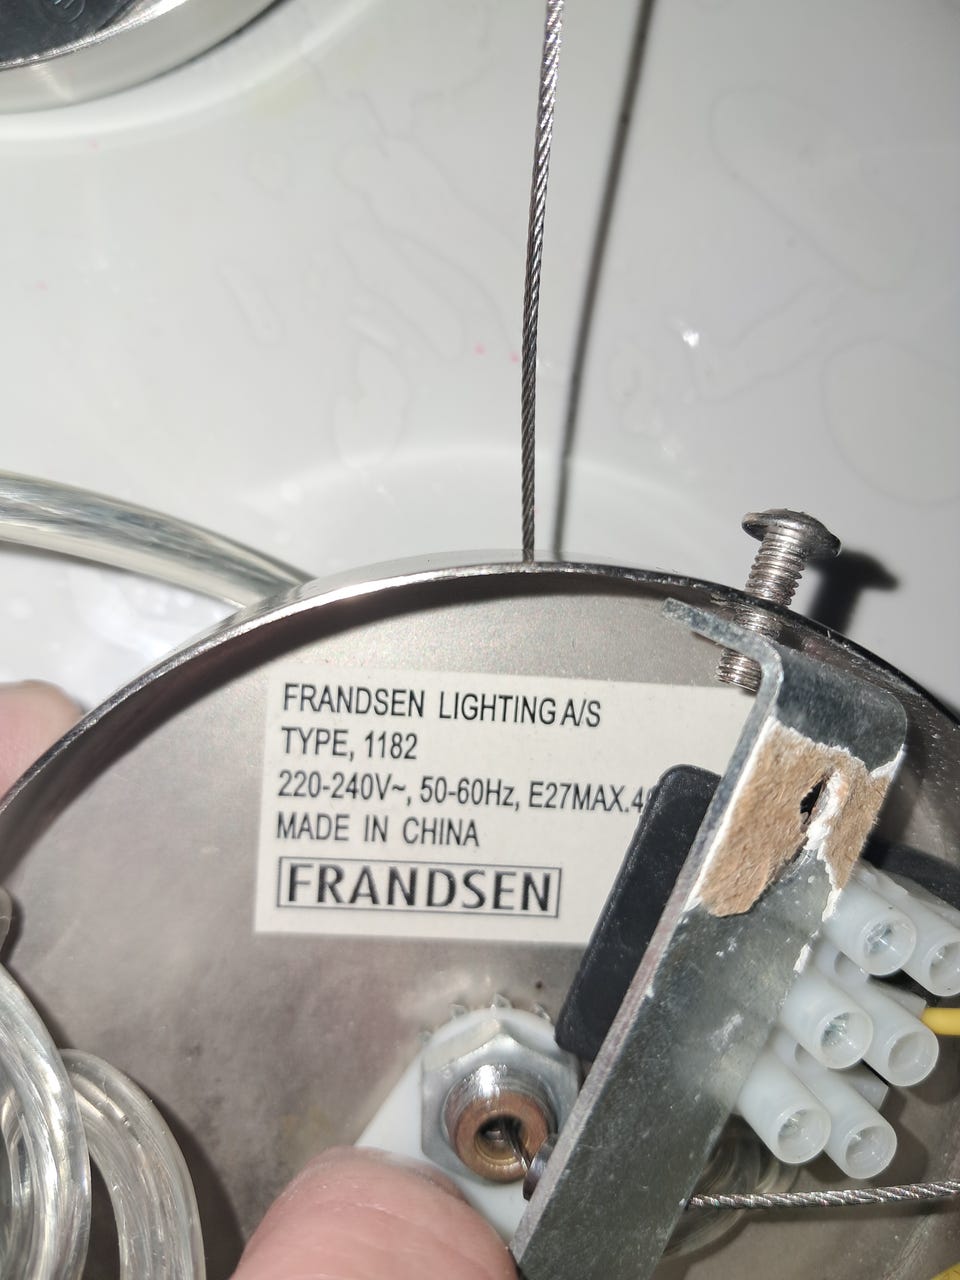 FRANDSEN LIGHTING A/S
TYPE, 1182
220-240V~, 50-60Hz, E27MAX.4
MADE IN CHINA
FRANDSEN